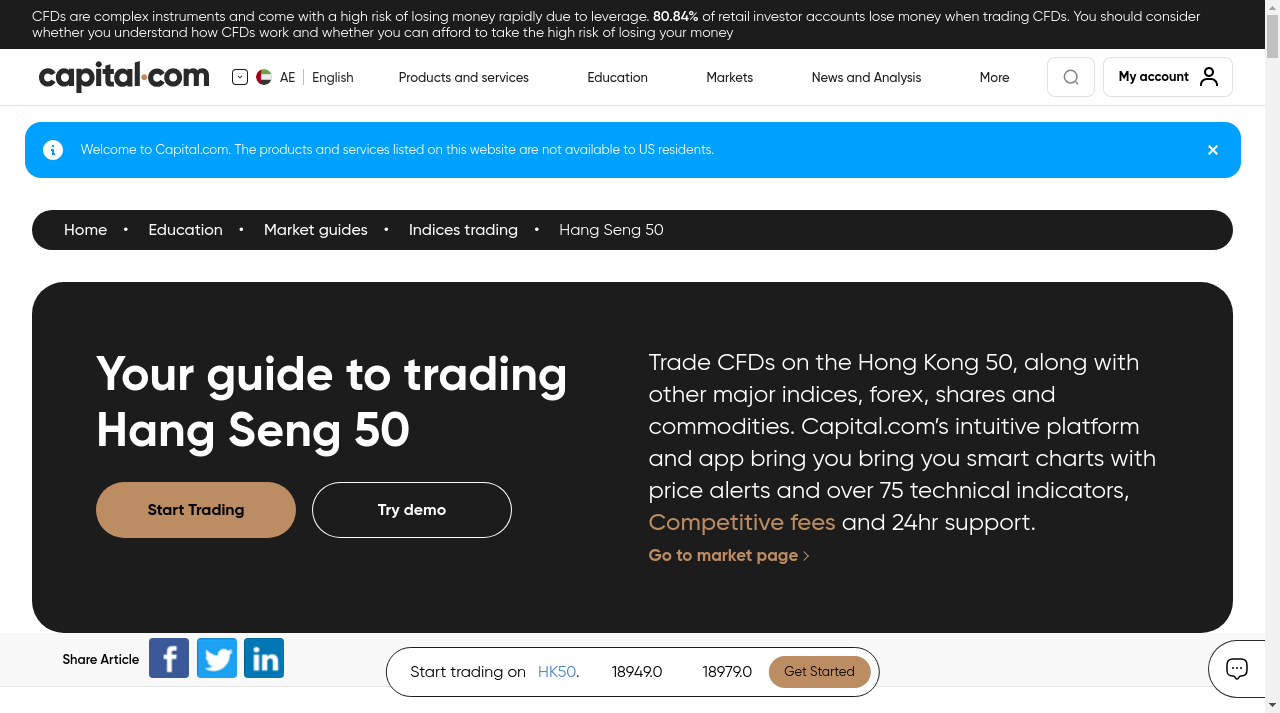 CFDs are complex instruments and come with a high risk of losing money rapidly due to leverage. 80.84% of retail investor accounts lose money when trading CFDs. You should consider
whether you understand how CFDs work and whether you can afford to take the high risk of losing your money
capital.com
AE
English
Products and services
Education
Markets
News and Analysis
More
My account
Welcome to Capital.com. The products and services listed on this website are not available to US residents.
Home • Education • Market guides • Indices trading • Hang Seng 50
Your guide to trading
Hang Seng 50
Start Trading
Try demo
Trade CFDs on the Hong Kong 50, along with
other major indices, forex, shares and
commodities. Capital.com’s intuitive platform
and app bring you bring you smart charts with
price alerts and over 75 technical indicators,
Competitive fees and 24hr support.
Go to market page
Share Article
Start trading on HK50. 18949.0 18979.0 Get Started